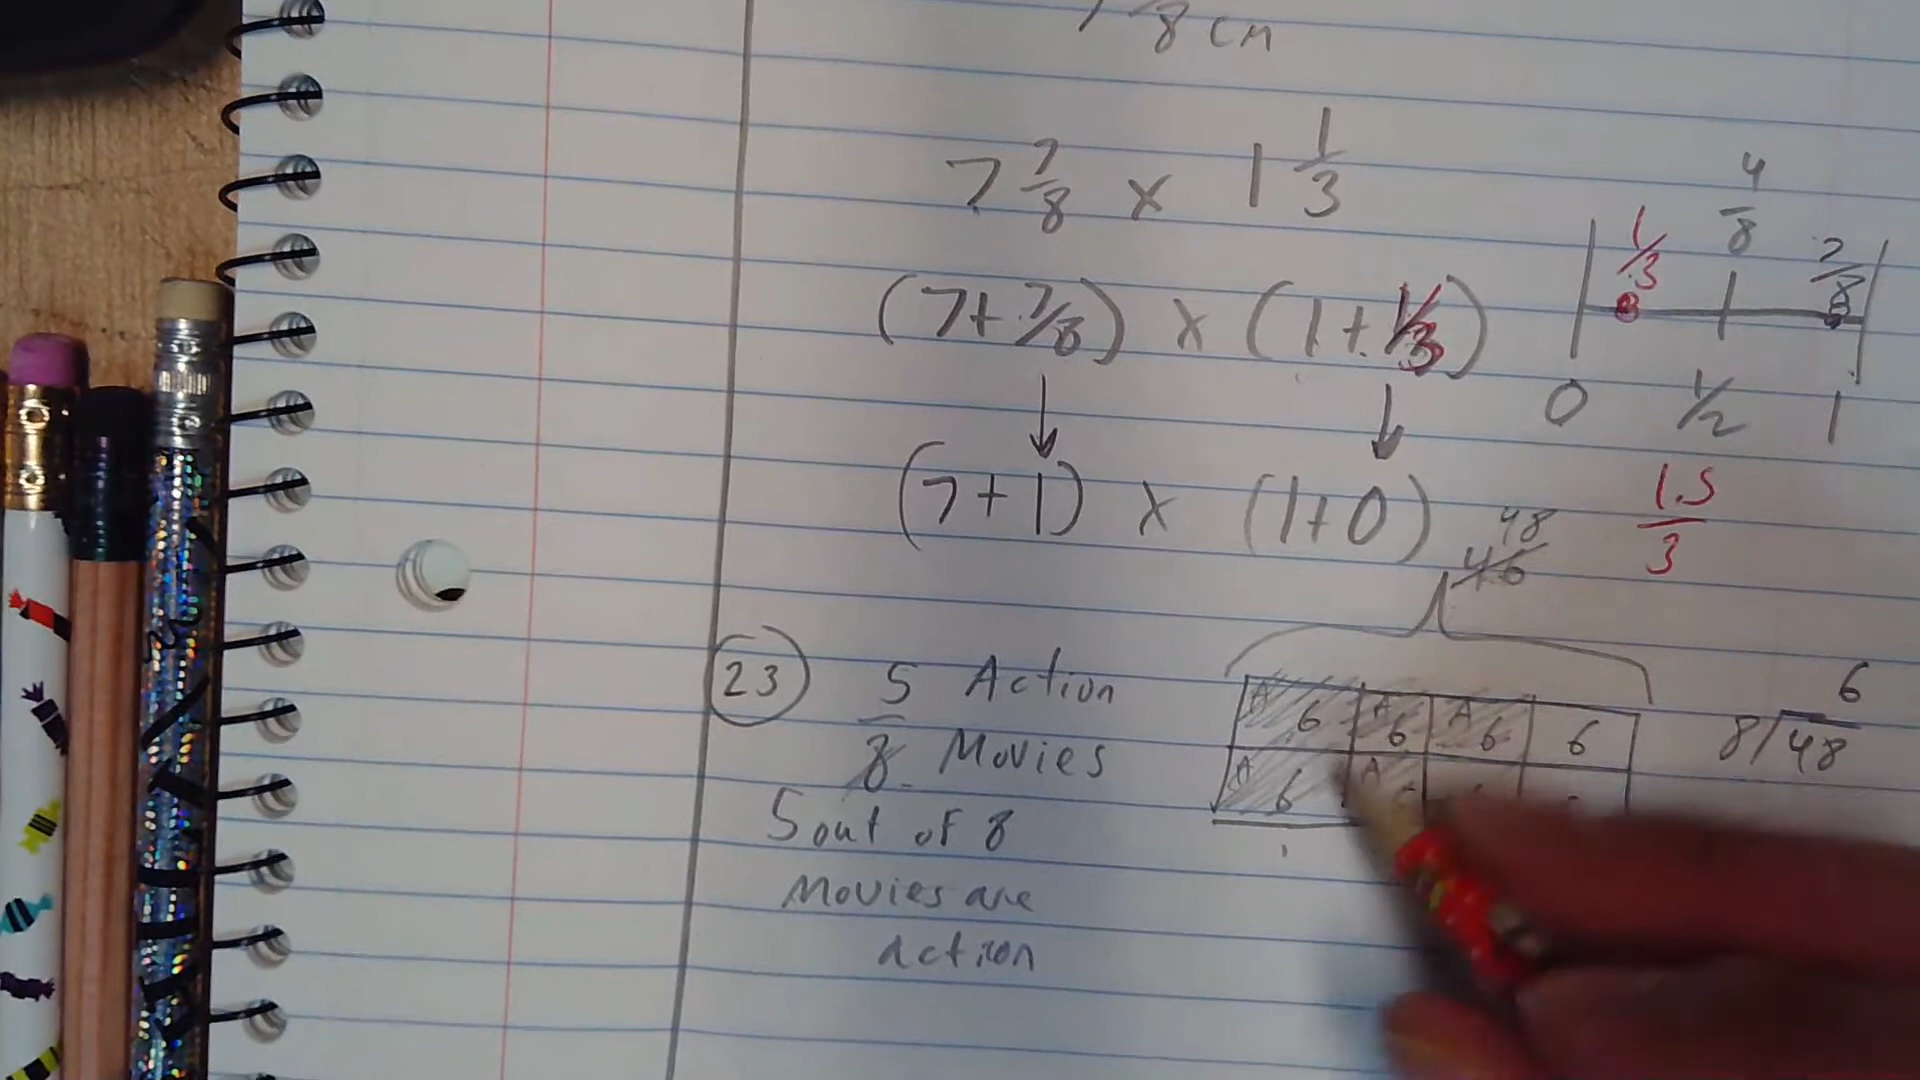 8 cm
7 7/8 x 1 1/3
4/8
1/3 7/8
(7+7/8) x (1+1/3)
0 1/2 1
(7+1) x (1+0)
1.5/3
48
46
23 5 Action
8 Movies
5 out of 8
Movies are
action
A 6 A 6 A 6 6
A 6 A
6
8 48